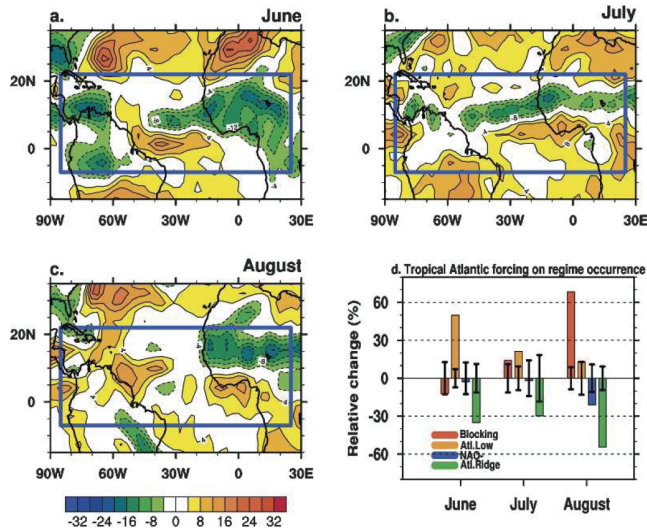 a. June
b. July
20N
0
90W 60W 30W 0 30E
20N
0
90W 60W 30W 0 30E
c. August
20N
0
90W 60W 30W 0 30E
-32 -24 -16 -8 0 8 16 24 32
d. Tropical Atlantic forcing on regime occurrence
Relative change (%)
60
30
0
-30
-60
Blocking
Atl.Low
NAO-
Atl.Ridge
June July August